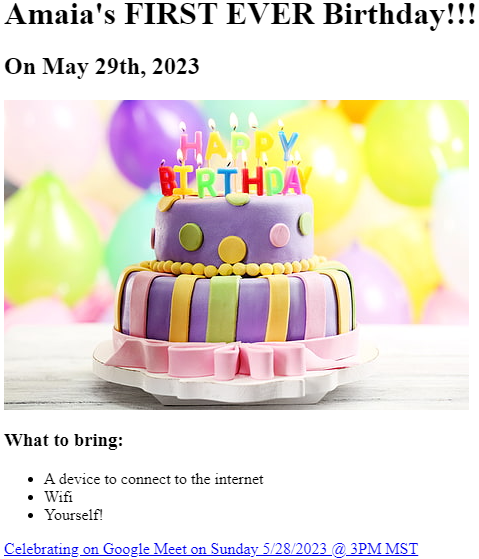 Amaia's FIRST EVER Birthday!!!
On May 29th, 2023
HAPPY
BIRTHDAY
What to bring:
A device to connect to the internet
Wifi
Yourself!
Celebrating on Google Meet on Sunday 5/28/2023 @ 3PM MST